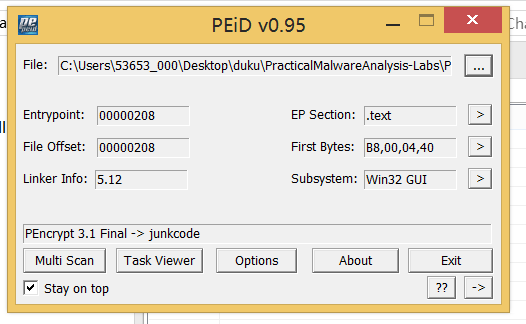 PEiD v0.95
File: C:\Users\53653_000\Desktop\duku\PracticalMalwareAnalysis-Labs\P ...
Entrypoint: 00000208 EP Section: .text >
File Offset: 00000208 First Bytes: B8,00,04,40 >
Linker Info: 5.12 Subsystem: Win32 GUI >
PEncrypt 3.1 Final -> junkcode
Multi Scan Task Viewer Options About Exit
Stay on top ?? ->